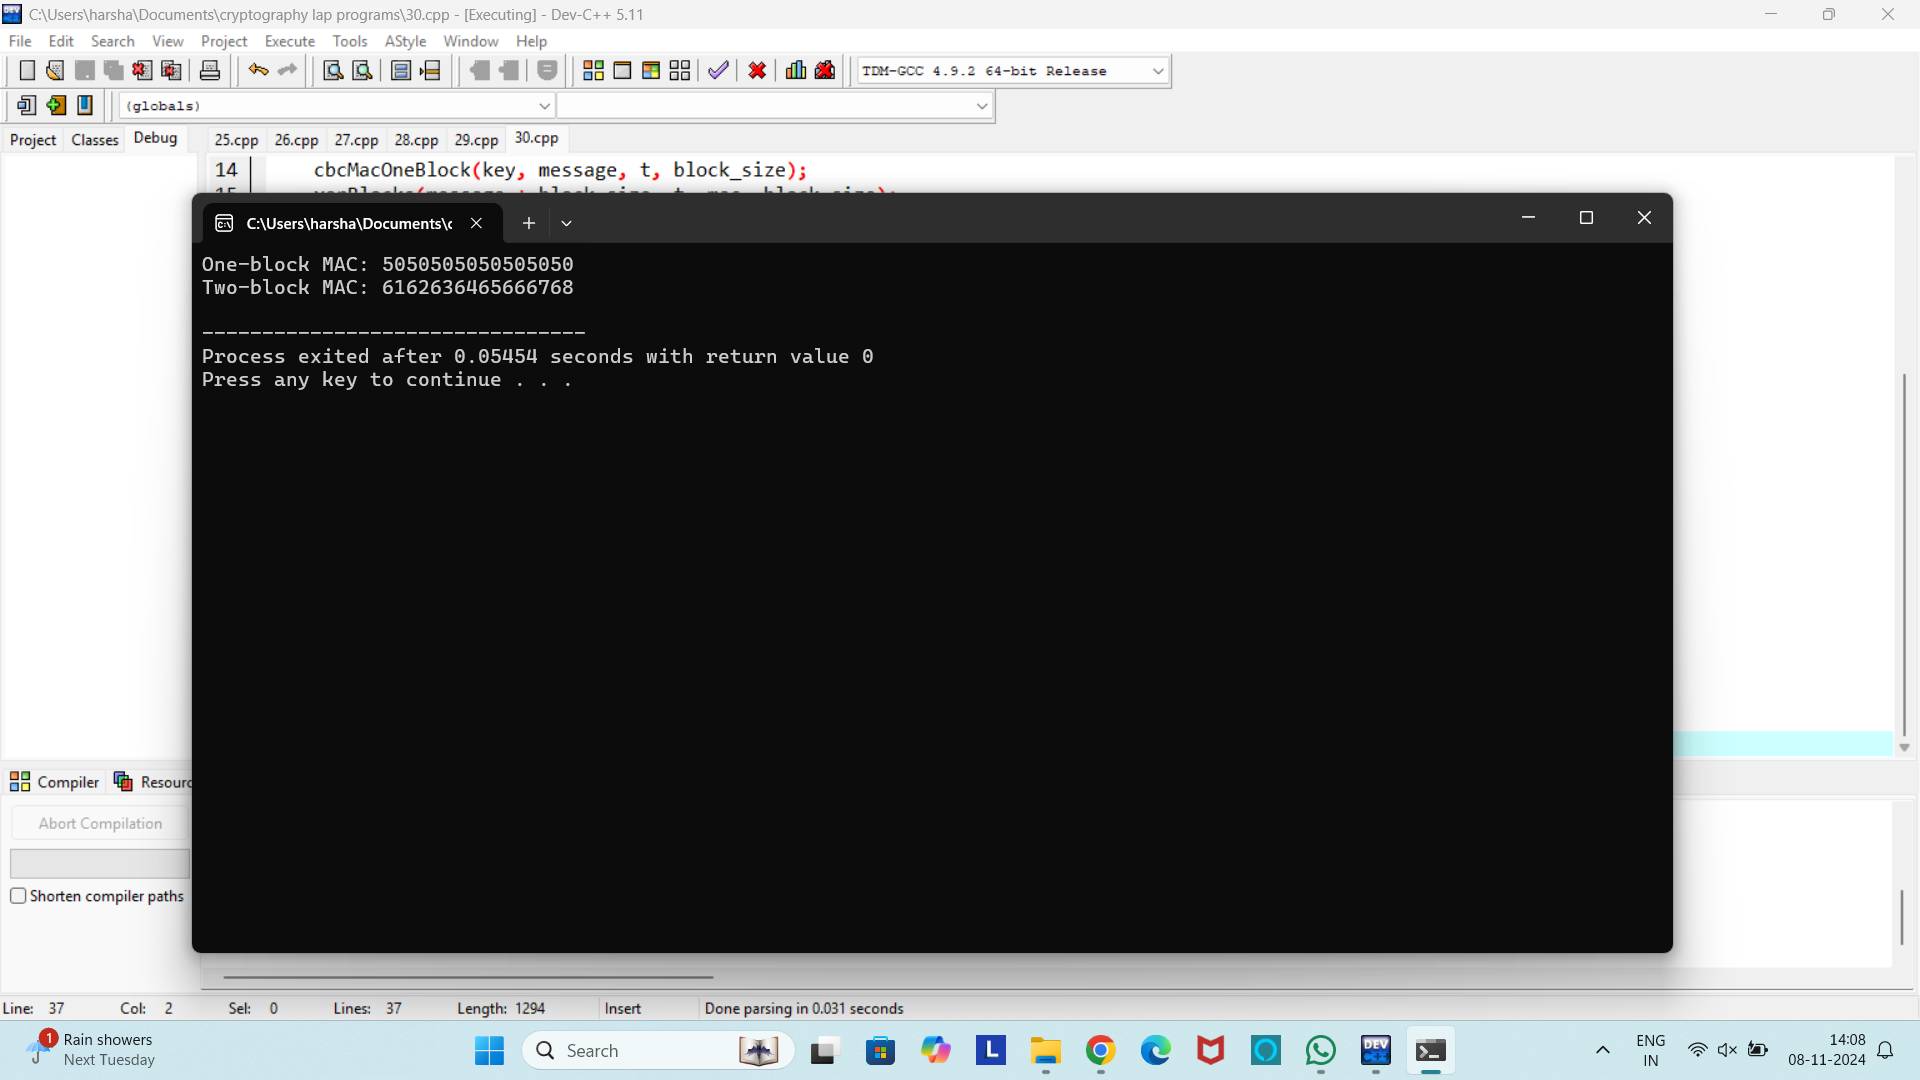 C:\Users\harsha\Documents\cryptography lap programs\30.cpp - [Executing] - Dev-C++ 5.11
File Edit Search View Project Execute Tools AStyle Window Help
TDM-GCC 4.9.2 64-bit Release
(globals)
Project Classes Debug 25.cpp 26.cpp 27.cpp 28.cpp 29.cpp 30.cpp
14 cbcMacOneBlock(key, message, t, block_size);
C:\Users\harsha\Documents\c
One-block MAC: 5050505050505050
Two-block MAC: 6162636465666768
--------------------------------
Process exited after 0.05454 seconds with return value 0
Press any key to continue . . .
Compiler Resourc
Abort Compilation
Shorten compiler paths
Line: 37 Col: 2 Sel: 0 Lines: 37 Length: 1294 Insert Done parsing in 0.031 seconds
1 Rain showers
Next Tuesday
Search
L
DEV
C++
ENG
IN
14:08
08-11-2024